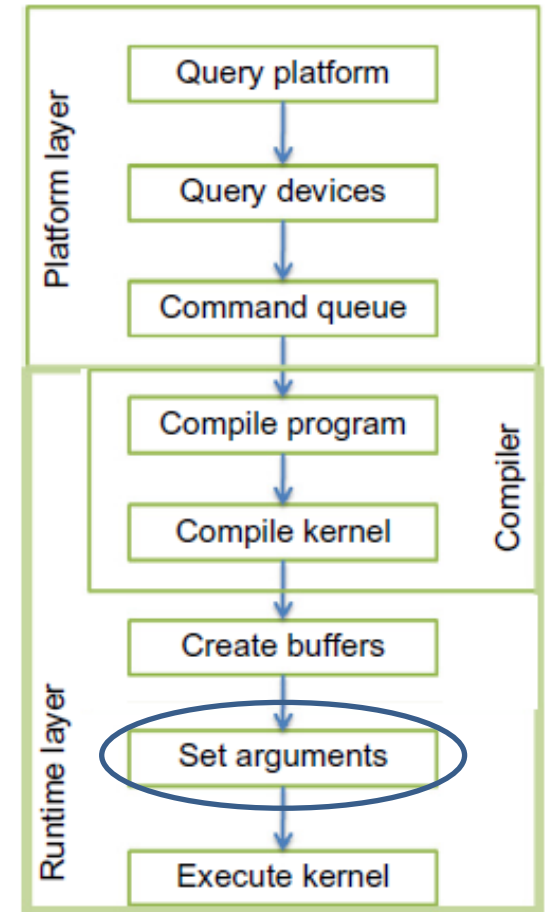 Platform layer
Query platform
Query devices
Command queue
Compiler
Compile program
Compile kernel
Runtime layer
Create buffers
Set arguments
Execute kernel